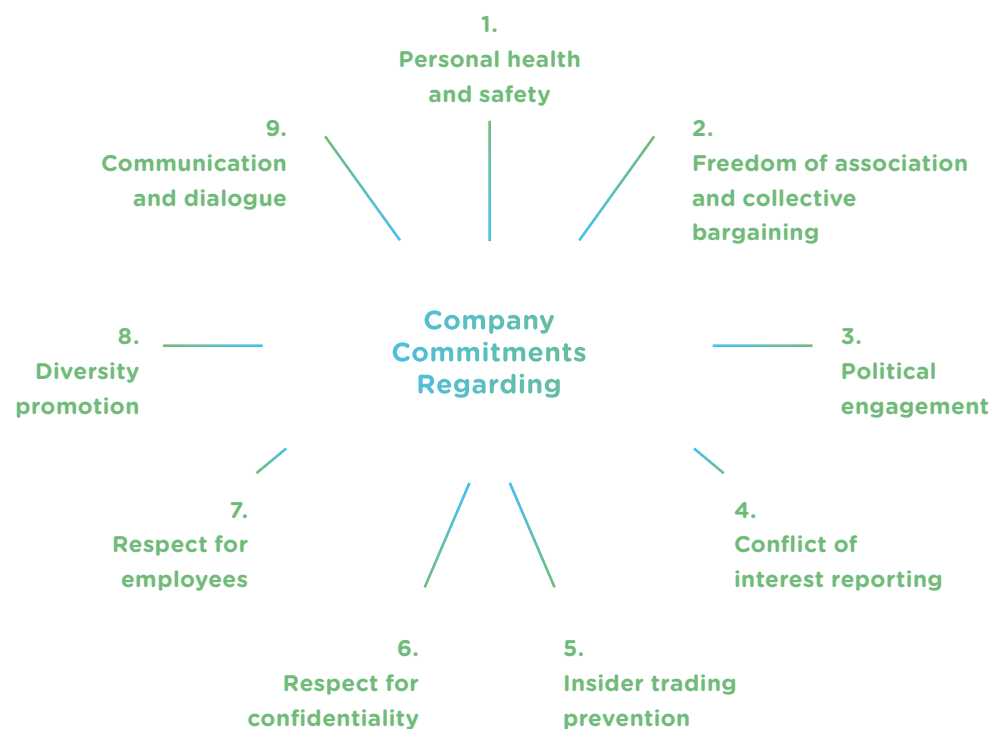 1.
Personal health
and safety
2.
Freedom of association
and collective
bargaining
3.
Political
engagement
4.
Conflict of
interest reporting
5.
Insider trading
prevention
6.
Respect for
confidentiality
7.
Respect for
employees
8.
Diversity
promotion
9.
Communication
and dialogue
Company
Commitments
Regarding